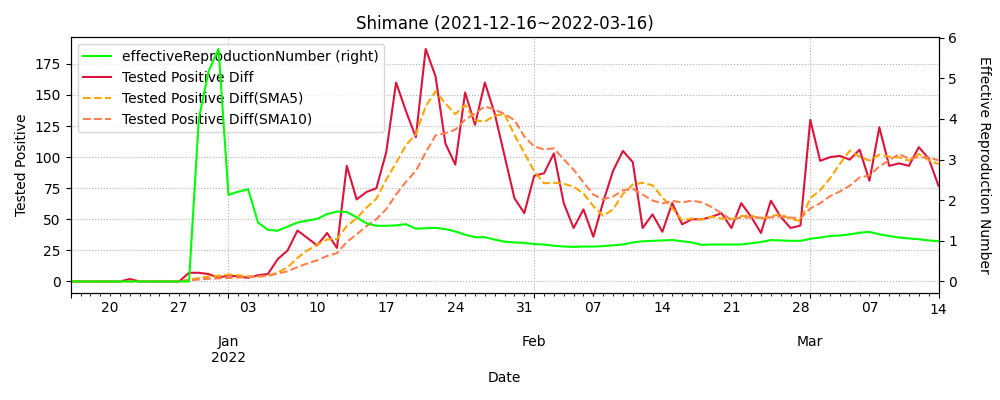 Shimane (2021-12-16~2022-03-16)
effectiveReproductionNumber (right)
Tested Positive Diff
Tested Positive Diff(SMA5)
Tested Positive Diff(SMA10)
Tested Positive
175
150
125
100
75
50
25
0
Effective Reproduction Number
6
5
4
3
2
1
0
20 27 03 10 17 24 31 07 14 21 28 07 14
Jan Feb Mar
2022
Date